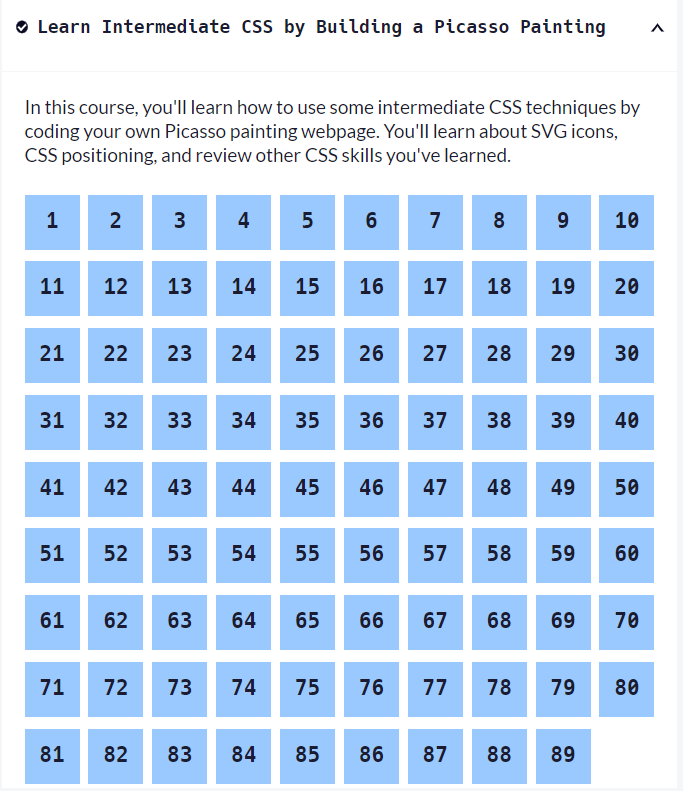 Learn Intermediate CSS by Building a Picasso Painting
In this course, you'll learn how to use some intermediate CSS techniques by
coding your own Picasso painting webpage. You'll learn about SVG icons,
CSS positioning, and review other CSS skills you've learned.
1 2 3 4 5 6 7 8 9 10
11 12 13 14 15 16 17 18 19 20
21 22 23 24 25 26 27 28 29 30
31 32 33 34 35 36 37 38 39 40
41 42 43 44 45 46 47 48 49 50
51 52 53 54 55 56 57 58 59 60
61 62 63 64 65 66 67 68 69 70
71 72 73 74 75 76 77 78 79 80
81 82 83 84 85 86 87 88 89